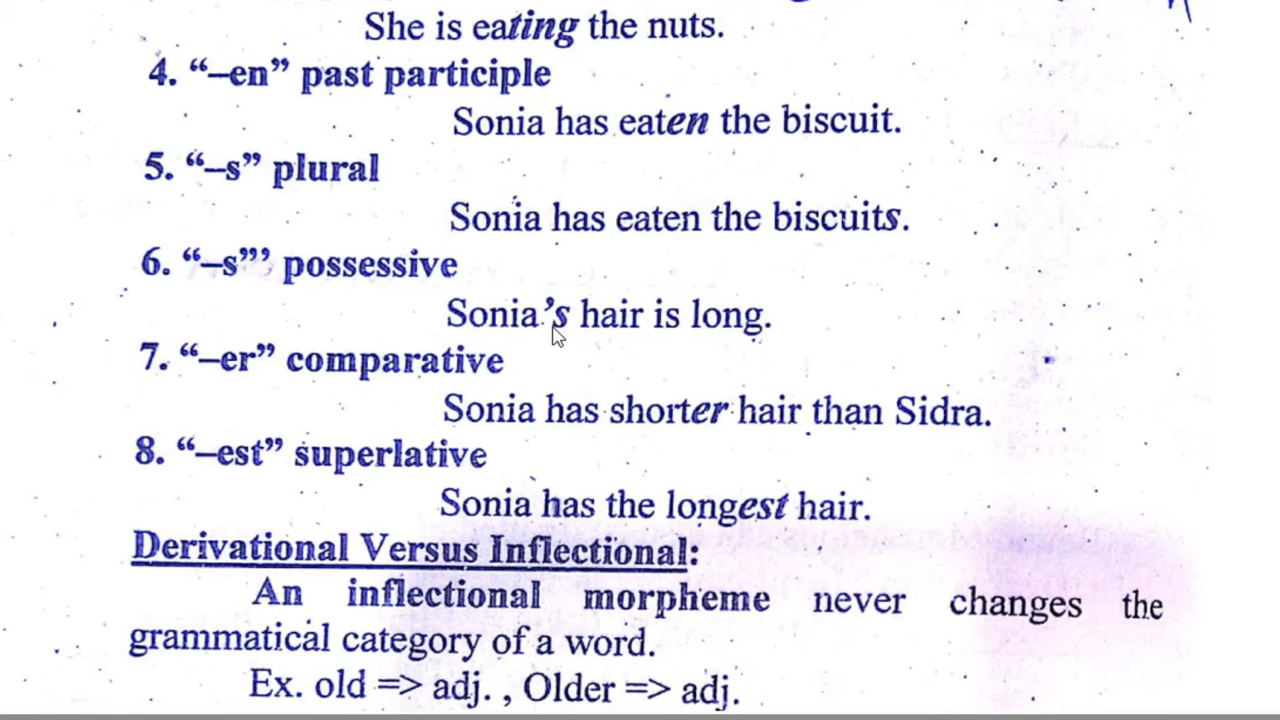 She is eating the nuts.
4. “–en” past participle
Sonia has eaten the biscuit.
5. “–s” plural
Sonia has eaten the biscuits.
6. “–s”’ possessive
Sonia’s hair is long.
7. “–er” comparative
Sonia has shorter hair than Sidra.
8. “–est” superlative
Sonia has the longest hair.
Derivational Versus Inflectional:
An inflectional morpheme never changes the
grammatical category of a word.
Ex. old => adj. , Older => adj.